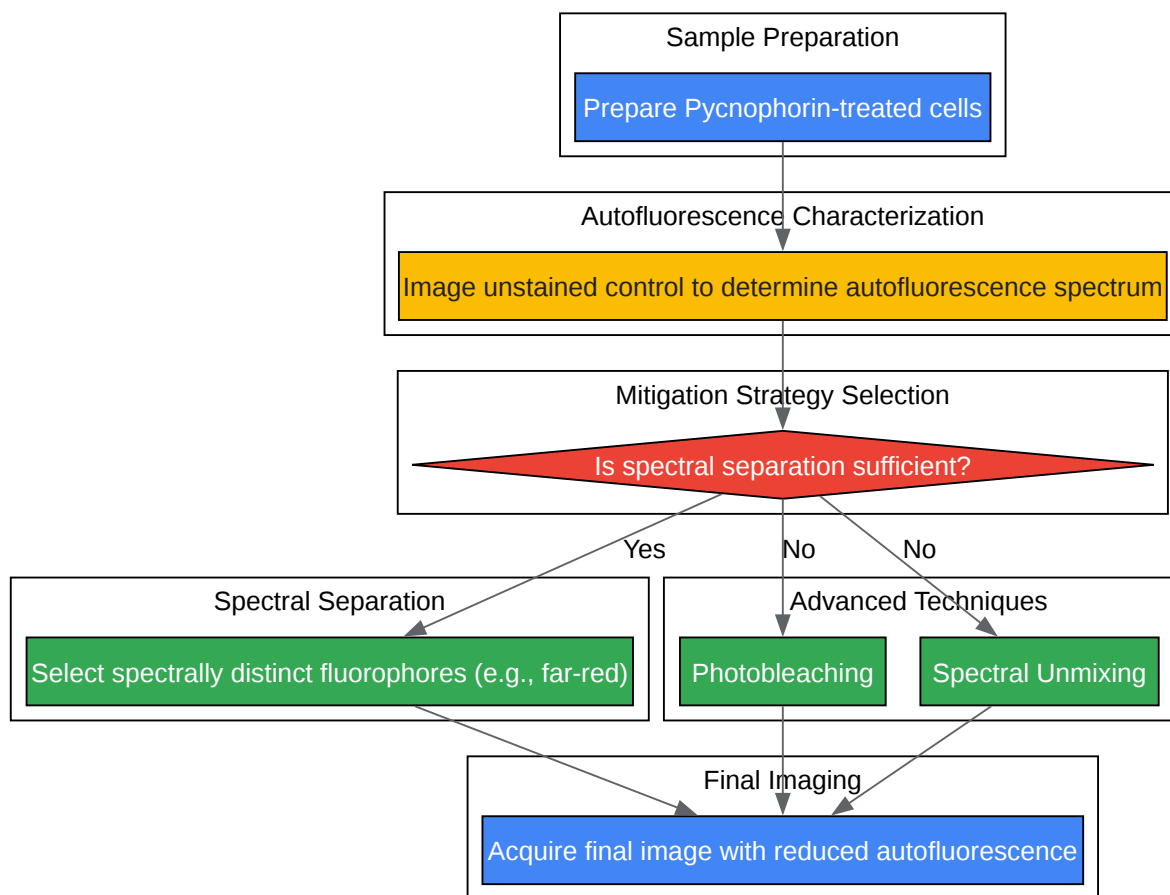 Sample Preparation
Prepare Pycnophorin-treated cells
Autofluorescence Characterization
Image unstained control to determine autofluorescence spectrum
Mitigation Strategy Selection
Is spectral separation sufficient?
Yes
No
No
Spectral Separation
Advanced Techniques
Select spectrally distinct fluorophores (e.g., far-red)
Photobleaching
Spectral Unmixing
Final Imaging
Acquire final image with reduced autofluorescence